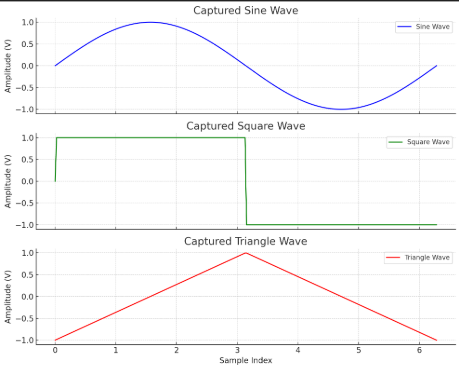 Captured Sine Wave
Amplitude (V)
1.0
0.5
0.0
−0.5
−1.0
Sine Wave
Captured Square Wave
Amplitude (V)
1.0
0.5
0.0
−0.5
−1.0
Square Wave
Captured Triangle Wave
Amplitude (V)
1.0
0.5
0.0
−0.5
−1.0
Triangle Wave
0 1 2 3 4 5 6
Sample Index